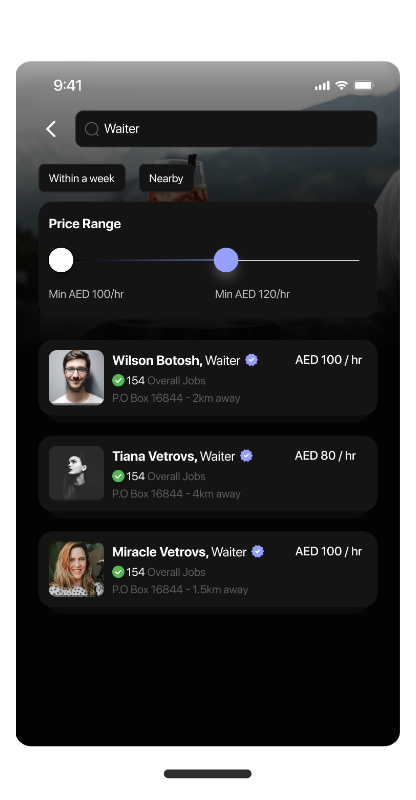 9:41
Waiter
Within a week
Nearby
Price Range
Min AED 100/hr
Min AED 120/hr
Wilson Botosh, Waiter
AED 100 / hr
154 Overall Jobs
P.O Box 16844 - 2km away
Tiana Vetrovs, Waiter
AED 80 / hr
154 Overall Jobs
P.O Box 16844 - 4km away
Miracle Vetrovs, Waiter
AED 100 / hr
154 Overall Jobs
P.O Box 16844 - 1.5km away